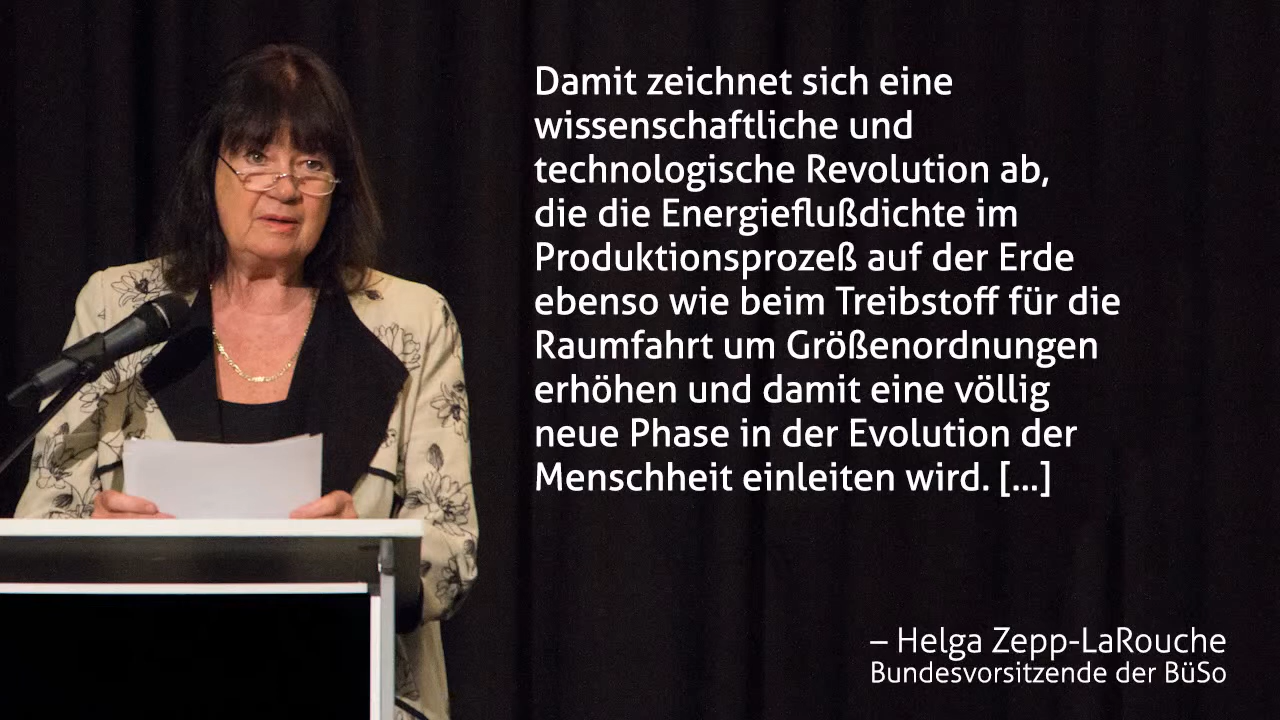 Damit zeichnet sich eine
wissenschaftliche und
technologische Revolution ab,
die die Energieflußdichte im
Produktionsprozeß auf der Erde
ebenso wie beim Treibstoff für die
Raumfahrt um Größenordnungen
erhöhen und damit eine völlig
neue Phase in der Evolution der
Menschheit einleiten wird. [...]
– Helga Zepp-LaRouche
Bundesvorsitzende der BüSo